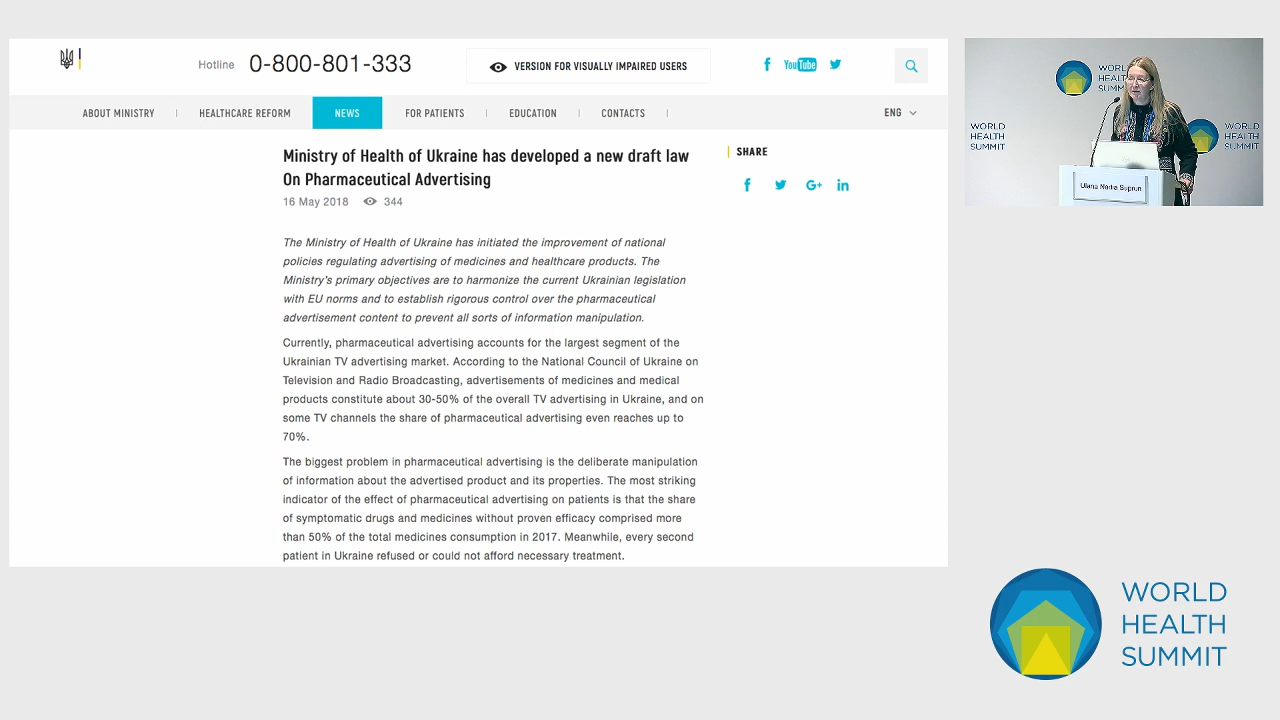 Hotline 0-800-801-333
VERSION FOR VISUALLY IMPAIRED USERS
f YouTube
ABOUT MINISTRY HEALTHCARE REFORM NEWS FOR PATIENTS EDUCATION CONTACTS ENG
Ministry of Health of Ukraine has developed a new draft law
On Pharmaceutical Advertising
16 May 2018 344
SHARE
f G+ in
The Ministry of Health of Ukraine has initiated the improvement of national
policies regulating advertising of medicines and healthcare products. The
Ministry's primary objectives are to harmonize the current Ukrainian legislation
with EU norms and to establish rigorous control over the pharmaceutical
advertisement content to prevent all sorts of information manipulation.
Currently, pharmaceutical advertising accounts for the largest segment of the
Ukrainian TV advertising market. According to the National Council of Ukraine on
Television and Radio Broadcasting, advertisements of medicines and medical
products constitute about 30-50% of the overall TV advertising in Ukraine, and on
some TV channels the share of pharmaceutical advertising even reaches up to
70%.
The biggest problem in pharmaceutical advertising is the deliberate manipulation
of information about the advertised product and its properties. The most striking
indicator of the effect of pharmaceutical advertising on patients is that the share
of symptomatic drugs and medicines without proven efficacy comprised more
than 50% of the total medicines consumption in 2017. Meanwhile, every second
patient in Ukraine refused or could not afford necessary treatment.
WORLD
HEALTH
SUMMIT
WORLD
HEALTH
SUMMIT
Ulana Nadia Suprun
WORLD
HEALTH
SUMMIT
WORLD
HEALTH
SUMMIT